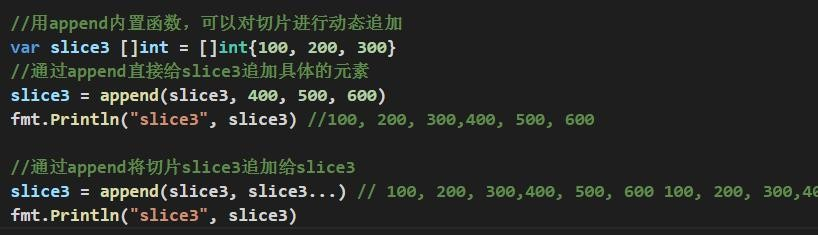 //用append内置函数，可以对切片进行动态追加
var slice3 []int = []int{100, 200, 300}
//通过append直接给slice3追加具体的元素
slice3 = append(slice3, 400, 500, 600)
fmt.Println("slice3", slice3) //100, 200, 300,400, 500, 600
//通过append将切片slice3追加给slice3
slice3 = append(slice3, slice3...) // 100, 200, 300,400, 500, 600 100, 200, 300,40
fmt.Println("slice3", slice3)